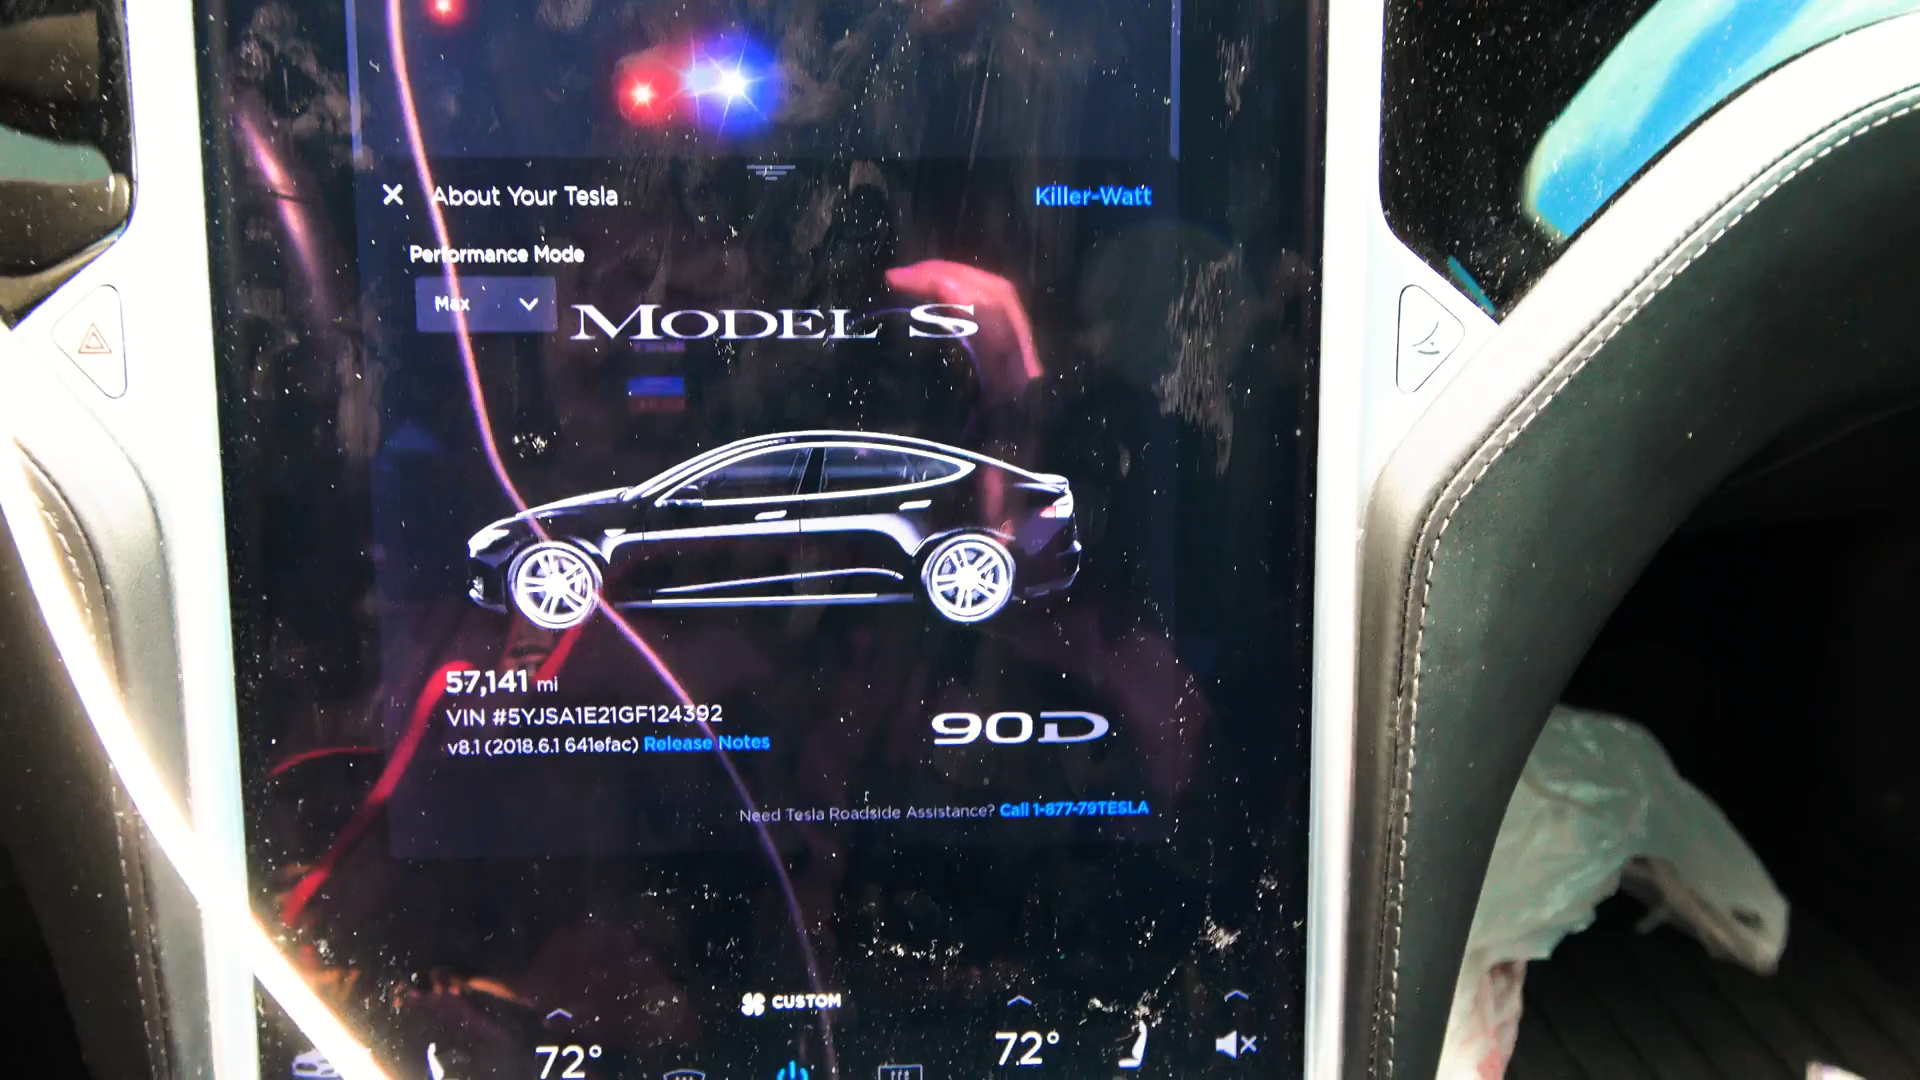 About Your Tesla
Killer-Watt
Performance Mode
Max
MODEL S
57,141 mi
VIN #5YJSA1E21GF124392
v8.1 (2018.6.1 641efac) Release Notes
90D
Need Tesla Roadside Assistance? Call 1-877-79TESLA
CUSTOM
72°
72°